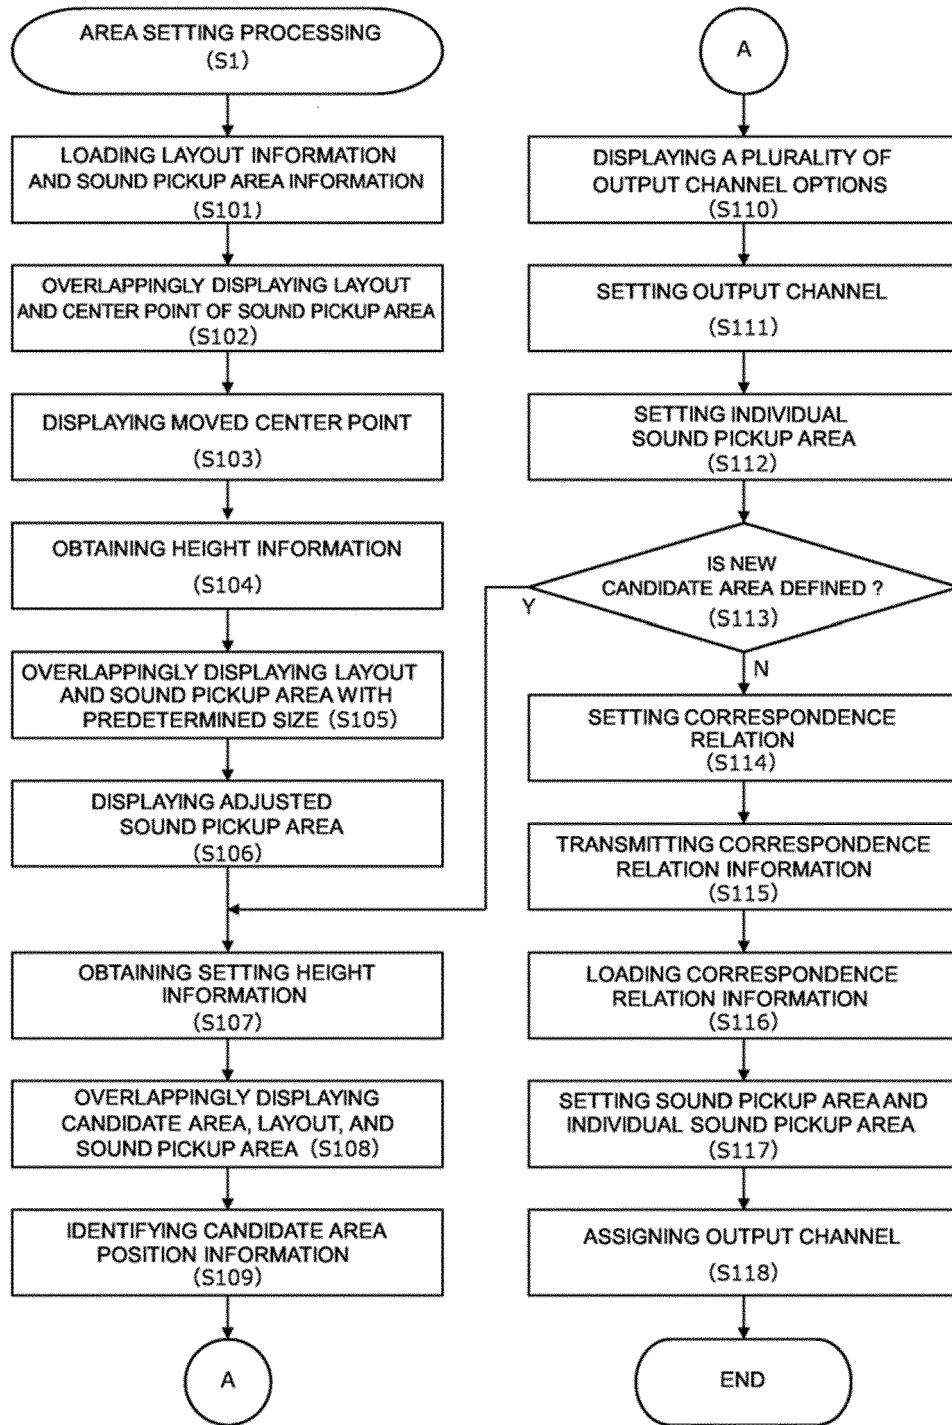 AREA SETTING PROCESSING
(S1)
LOADING LAYOUT INFORMATION
AND SOUND PICKUP AREA INFORMATION
(S101)
OVERLAPPINGLY DISPLAYING LAYOUT
AND CENTER POINT OF SOUND PICKUP AREA
(S102)
DISPLAYING MOVED CENTER POINT
(S103)
OBTAINING HEIGHT INFORMATION
(S104)
OVERLAPPINGLY DISPLAYING LAYOUT
AND SOUND PICKUP AREA WITH
PREDETERMINED SIZE (S105)
DISPLAYING ADJUSTED
SOUND PICKUP AREA
(S106)
OBTAINING SETTING HEIGHT
INFORMATION
(S107)
OVERLAPPINGLY DISPLAYING
CANDIDATE AREA, LAYOUT, AND
SOUND PICKUP AREA (S108)
IDENTIFYING CANDIDATE AREA
POSITION INFORMATION
(S109)
A
A
DISPLAYING A PLURALITY OF
OUTPUT CHANNEL OPTIONS
(S110)
SETTING OUTPUT CHANNEL
(S111)
SETTING INDIVIDUAL
SOUND PICKUP AREA
(S112)
IS NEW
CANDIDATE AREA DEFINED ?
(S113)
Y
N
SETTING CORRESPONDENCE
RELATION
(S114)
TRANSMITTING CORRESPONDENCE
RELATION INFORMATION
(S115)
LOADING CORRESPONDENCE
RELATION INFORMATION
(S116)
SETTING SOUND PICKUP AREA AND
INDIVIDUAL SOUND PICKUP AREA
(S117)
ASSIGNING OUTPUT CHANNEL
(S118)
END